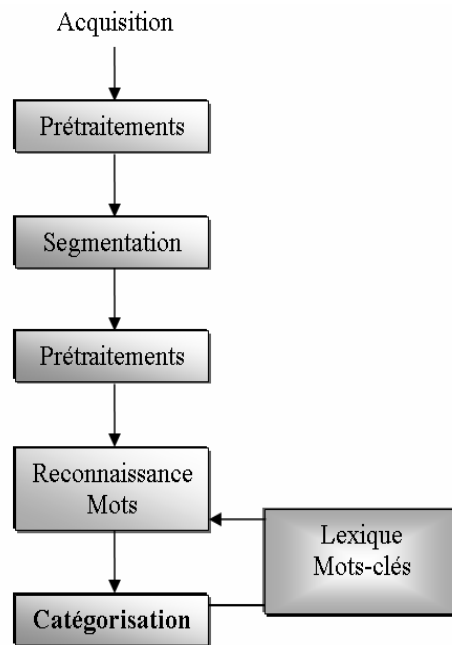 Acquisition
Prétraitements
Segmentation
Prétraitements
Reconnaissance
Mots
Lexique
Mots-clés
Catégorisation